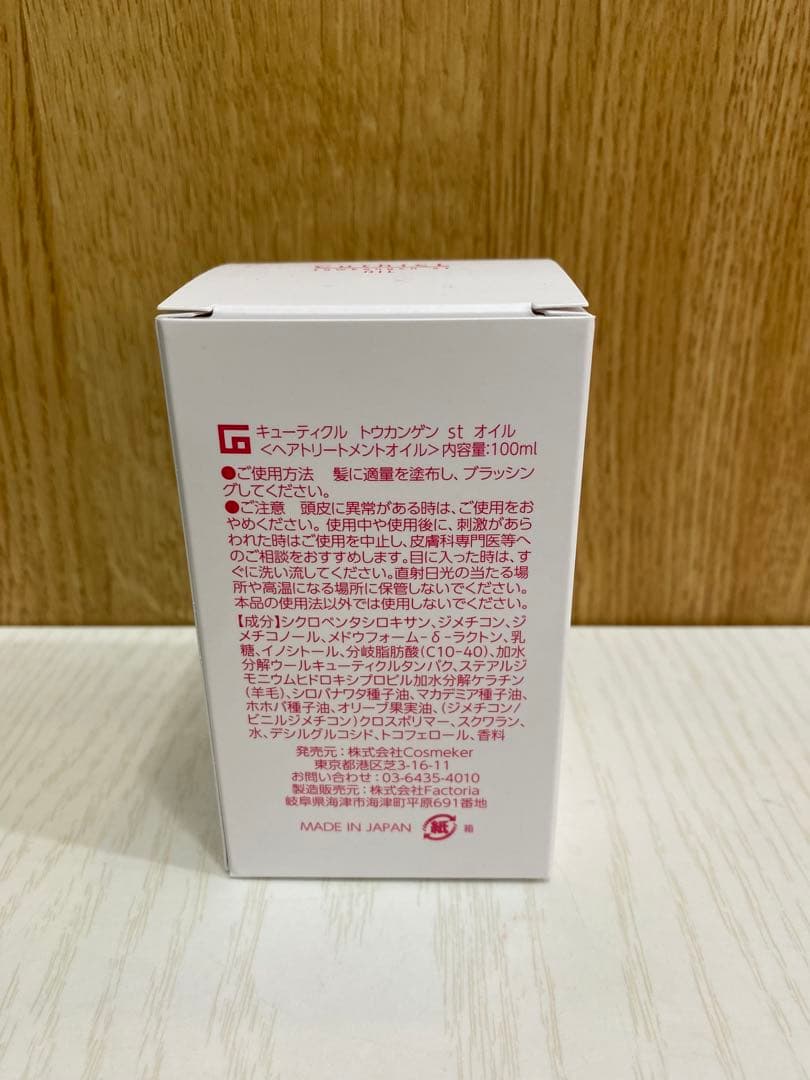 キューティクル トウカンゲン st オイル
<ヘアトリートメントオイル>内容量:100ml
●ご使用方法 髪に適量を塗布し、ブラッシン
グしてください。
●ご注意 頭皮に異常がある時は、ご使用をお
やめください。使用中や使用後に、刺激があら
われた時はご使用を中止し、皮膚科専門医等へ
のご相談をおすすめします。目に入った時は、す
ぐに洗い流してください。直射日光の当たる場
所や高温になる場所に保管しないでください。
本品の使用法以外では使用しないでください。
【成分】シクロペンタシロキサン、ジメチコン、ジ
メチコノール、メドウフォーム-δ-ラクトン、乳
糖、イノシトール、分岐脂肪酸(C10-40)、加水
分解ウールキューティクルタンパク、ステアルジ
モニウムヒドロキシプロピル加水分解ケラチン
(羊毛)、シロバナワタ種子油、マカデミア種子油、
ホホバ種子油、オリーブ果実油、(ジメチコン/
ビニルジメチコン)クロスポリマー、スクワラン、
水、デシルグルコシド、トコフェロール、香料
発売元:株式会社Cosmeker
東京都港区芝3-16-11
お問い合わせ:03-6435-4010
製造販売元:株式会社Factoria
岐阜県海津市海津町平原691番地
MADE IN JAPAN 紙 箱